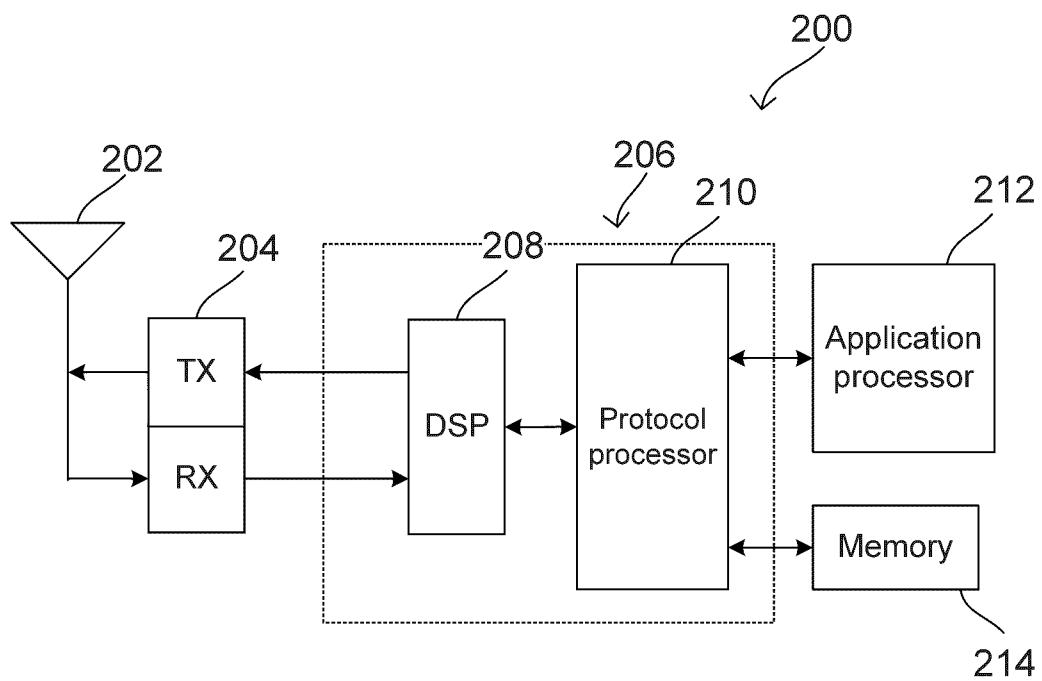 200
202
206
210
212
204
208
TX
RX
DSP
Protocol
processor
Application
processor
Memory
214